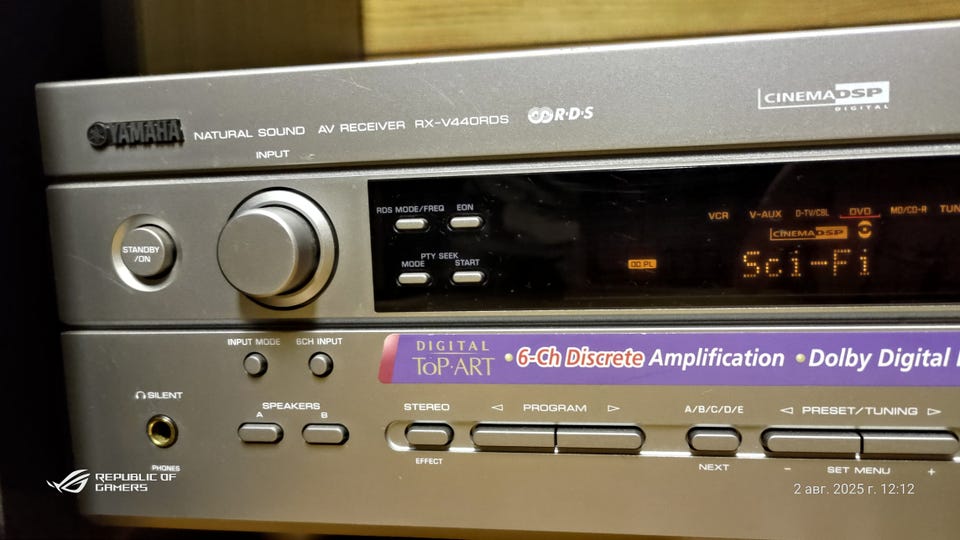 YAMAHA NATURAL SOUND AV RECEIVER RX-V440RDS R·D·S
CINEMA DSP
DIGITAL
INPUT
RDS MODE/FREQ EON
VCR V-AUX D-TV/CBL DVD MD/CD-R
CINEMA DSP
STANDBY
/ON
PTY SEEK
MODE START
DD PL
Sci-Fi
INPUT MODE 6CH INPUT
DIGITAL
ToP·ART
•6-Ch Discrete Amplification •Dolby Digital
SILENT
SPEAKERS
A B
STEREO
PROGRAM
A/B/C/D/E
PRESET/TUNING
EFFECT
NEXT
– SET MENU +
PHONES
REPUBLIC OF
GAMERS
2 авг. 2025 г. 12:12